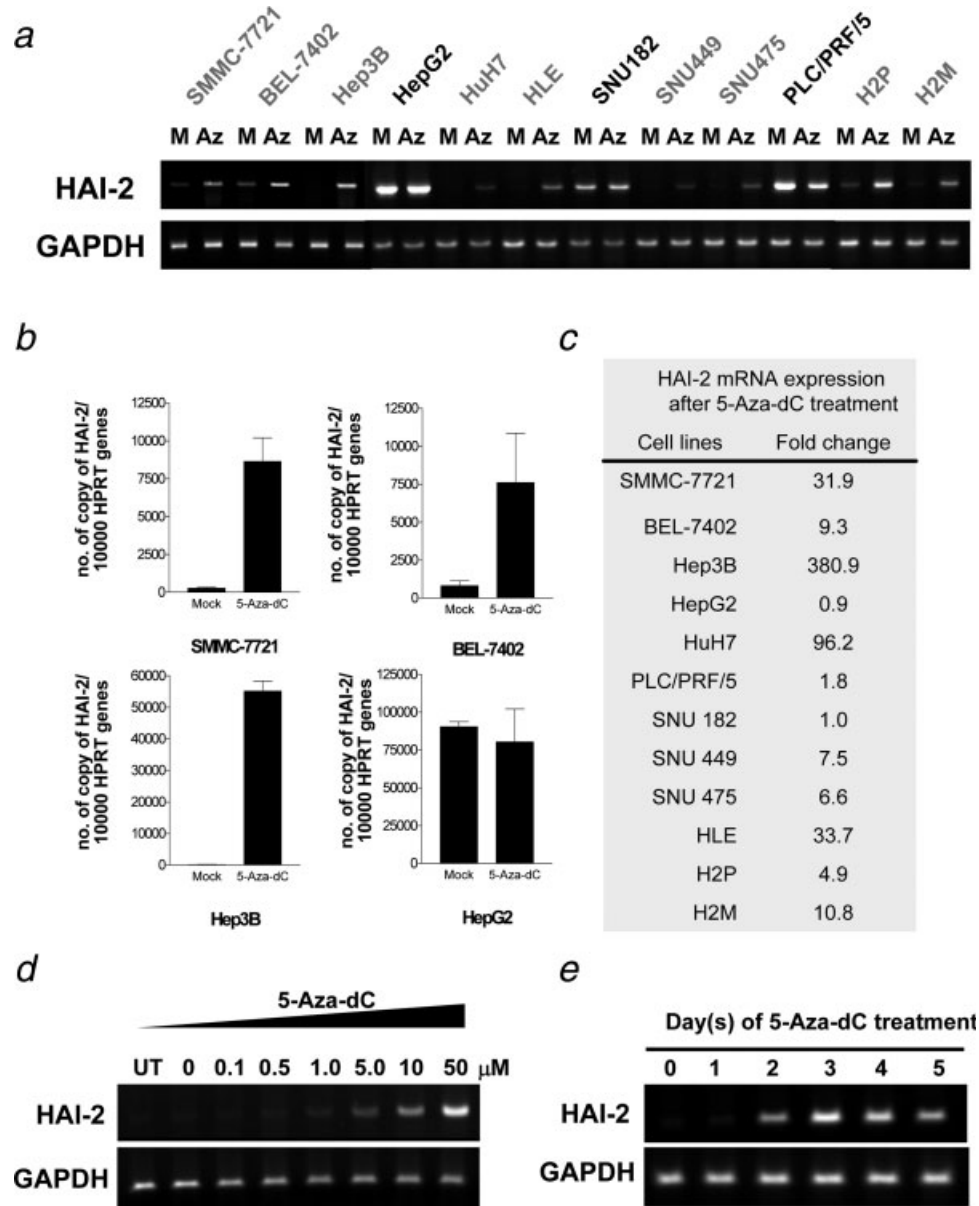 a
SMMC-7721 BEL-7402 Hep3B HepG2 HuH7 HLE SNU182 SNU449 SNU475 PLC/PRF/5 H2P H2M
M Az M Az M Az M Az M Az M Az M Az M Az M Az M Az M Az M Az
HAI-2
GAPDH
b
no. of copy of HAI-2/
10000 HPRT genes
12500
10000
7500
5000
2500
0
Mock 5-Aza-dC
SMMC-7721
no. of copy of HAI-2/
10000 HPRT genes
12500
10000
7500
5000
2500
0
Mock 5-Aza-dC
BEL-7402
no. of copy of HAI-2/
10000 HPRT genes
60000
50000
40000
30000
20000
10000
0
Mock 5-Aza-dC
Hep3B
no. of copy of HAI-2/
10000 HPRT genes
125000
100000
75000
50000
25000
0
Mock 5-Aza-dC
HepG2
c
HAI-2 mRNA expression
after 5-Aza-dC treatment
Cell lines Fold change
SMMC-7721 31.9
BEL-7402 9.3
Hep3B 380.9
HepG2 0.9
HuH7 96.2
PLC/PRF/5 1.8
SNU 182 1.0
SNU 449 7.5
SNU 475 6.6
HLE 33.7
H2P 4.9
H2M 10.8
d
5-Aza-dC
UT 0 0.1 0.5 1.0 5.0 10 50 μM
HAI-2
GAPDH
e
Day(s) of 5-Aza-dC treatment
0 1 2 3 4 5
HAI-2
GAPDH